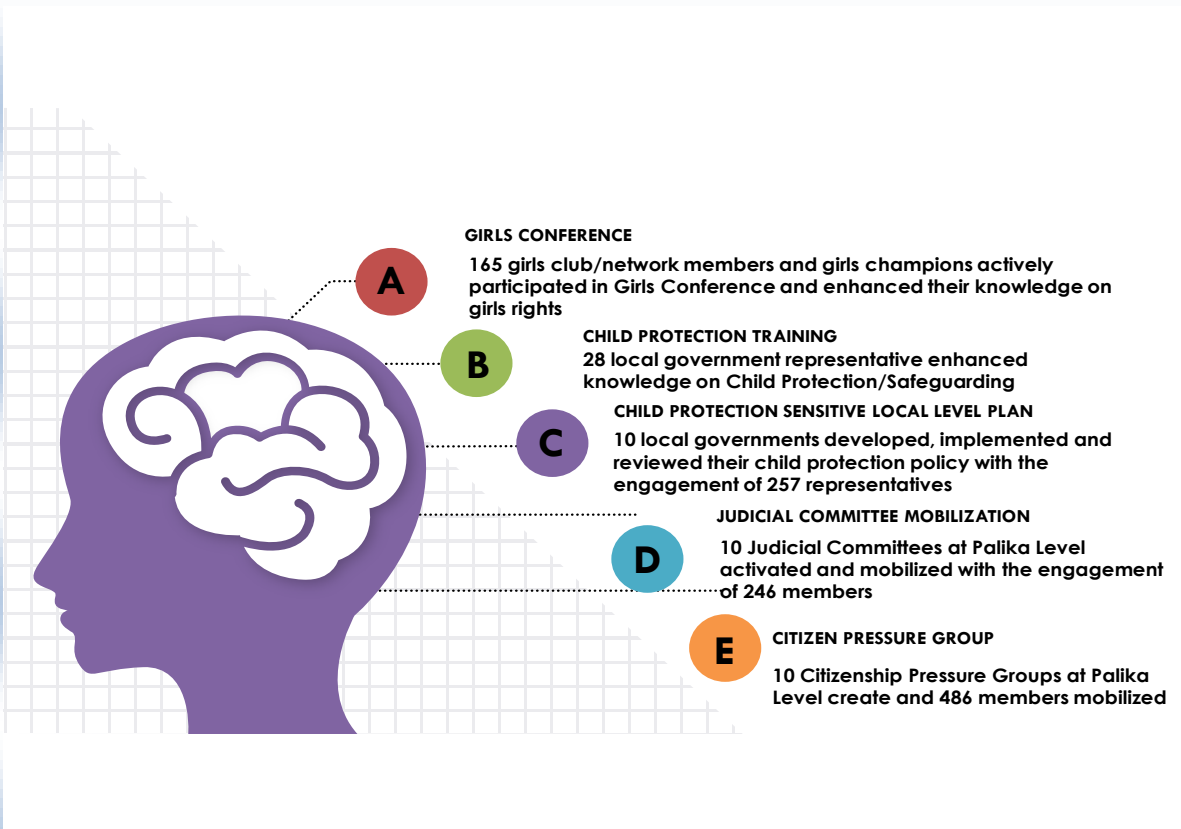 GIRLS CONFERENCE
A
165 girls club/network members and girls champions actively
participated in Girls Conference and enhanced their knowledge on
girls rights
CHILD PROTECTION TRAINING
B
28 local government representative enhanced
knowledge on Child Protection/Safeguarding
CHILD PROTECTION SENSITIVE LOCAL LEVEL PLAN
C
10 local governments developed, implemented and
reviewed their child protection policy with the
engagement of 257 representatives
JUDICIAL COMMITTEE MOBILIZATION
D
10 Judicial Committees at Palika Level
activated and mobilized with the engagement
of 246 members
CITIZEN PRESSURE GROUP
E
10 Citizenship Pressure Groups at Palika
Level create and 486 members mobilized